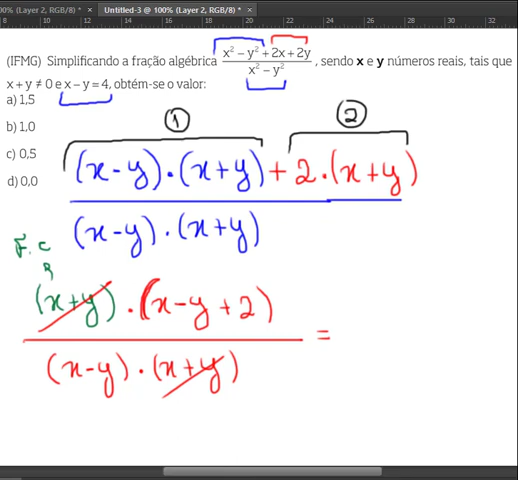 00% (Layer 2, RGB/8) * × Untitled-3 @ 100% (Layer 2, RGB/8) * ×
10 12 14 16 18 20 22 24 26 28 30 32
(IFMG) Simplificando a fração algébrica x² – y² + 2x + 2y / x² – y² , sendo x e y números reais, tais que
x + y ≠ 0 e x – y = 4, obtém-se o valor:
a) 1,5
b) 1,0
c) 0,5
d) 0,0
1 2
(x-y)·(x+y) + 2·(x+y)
(x-y)·(x+y)
F.C
(x+y)·(x-y+2) =
(x-y)·(x+y)